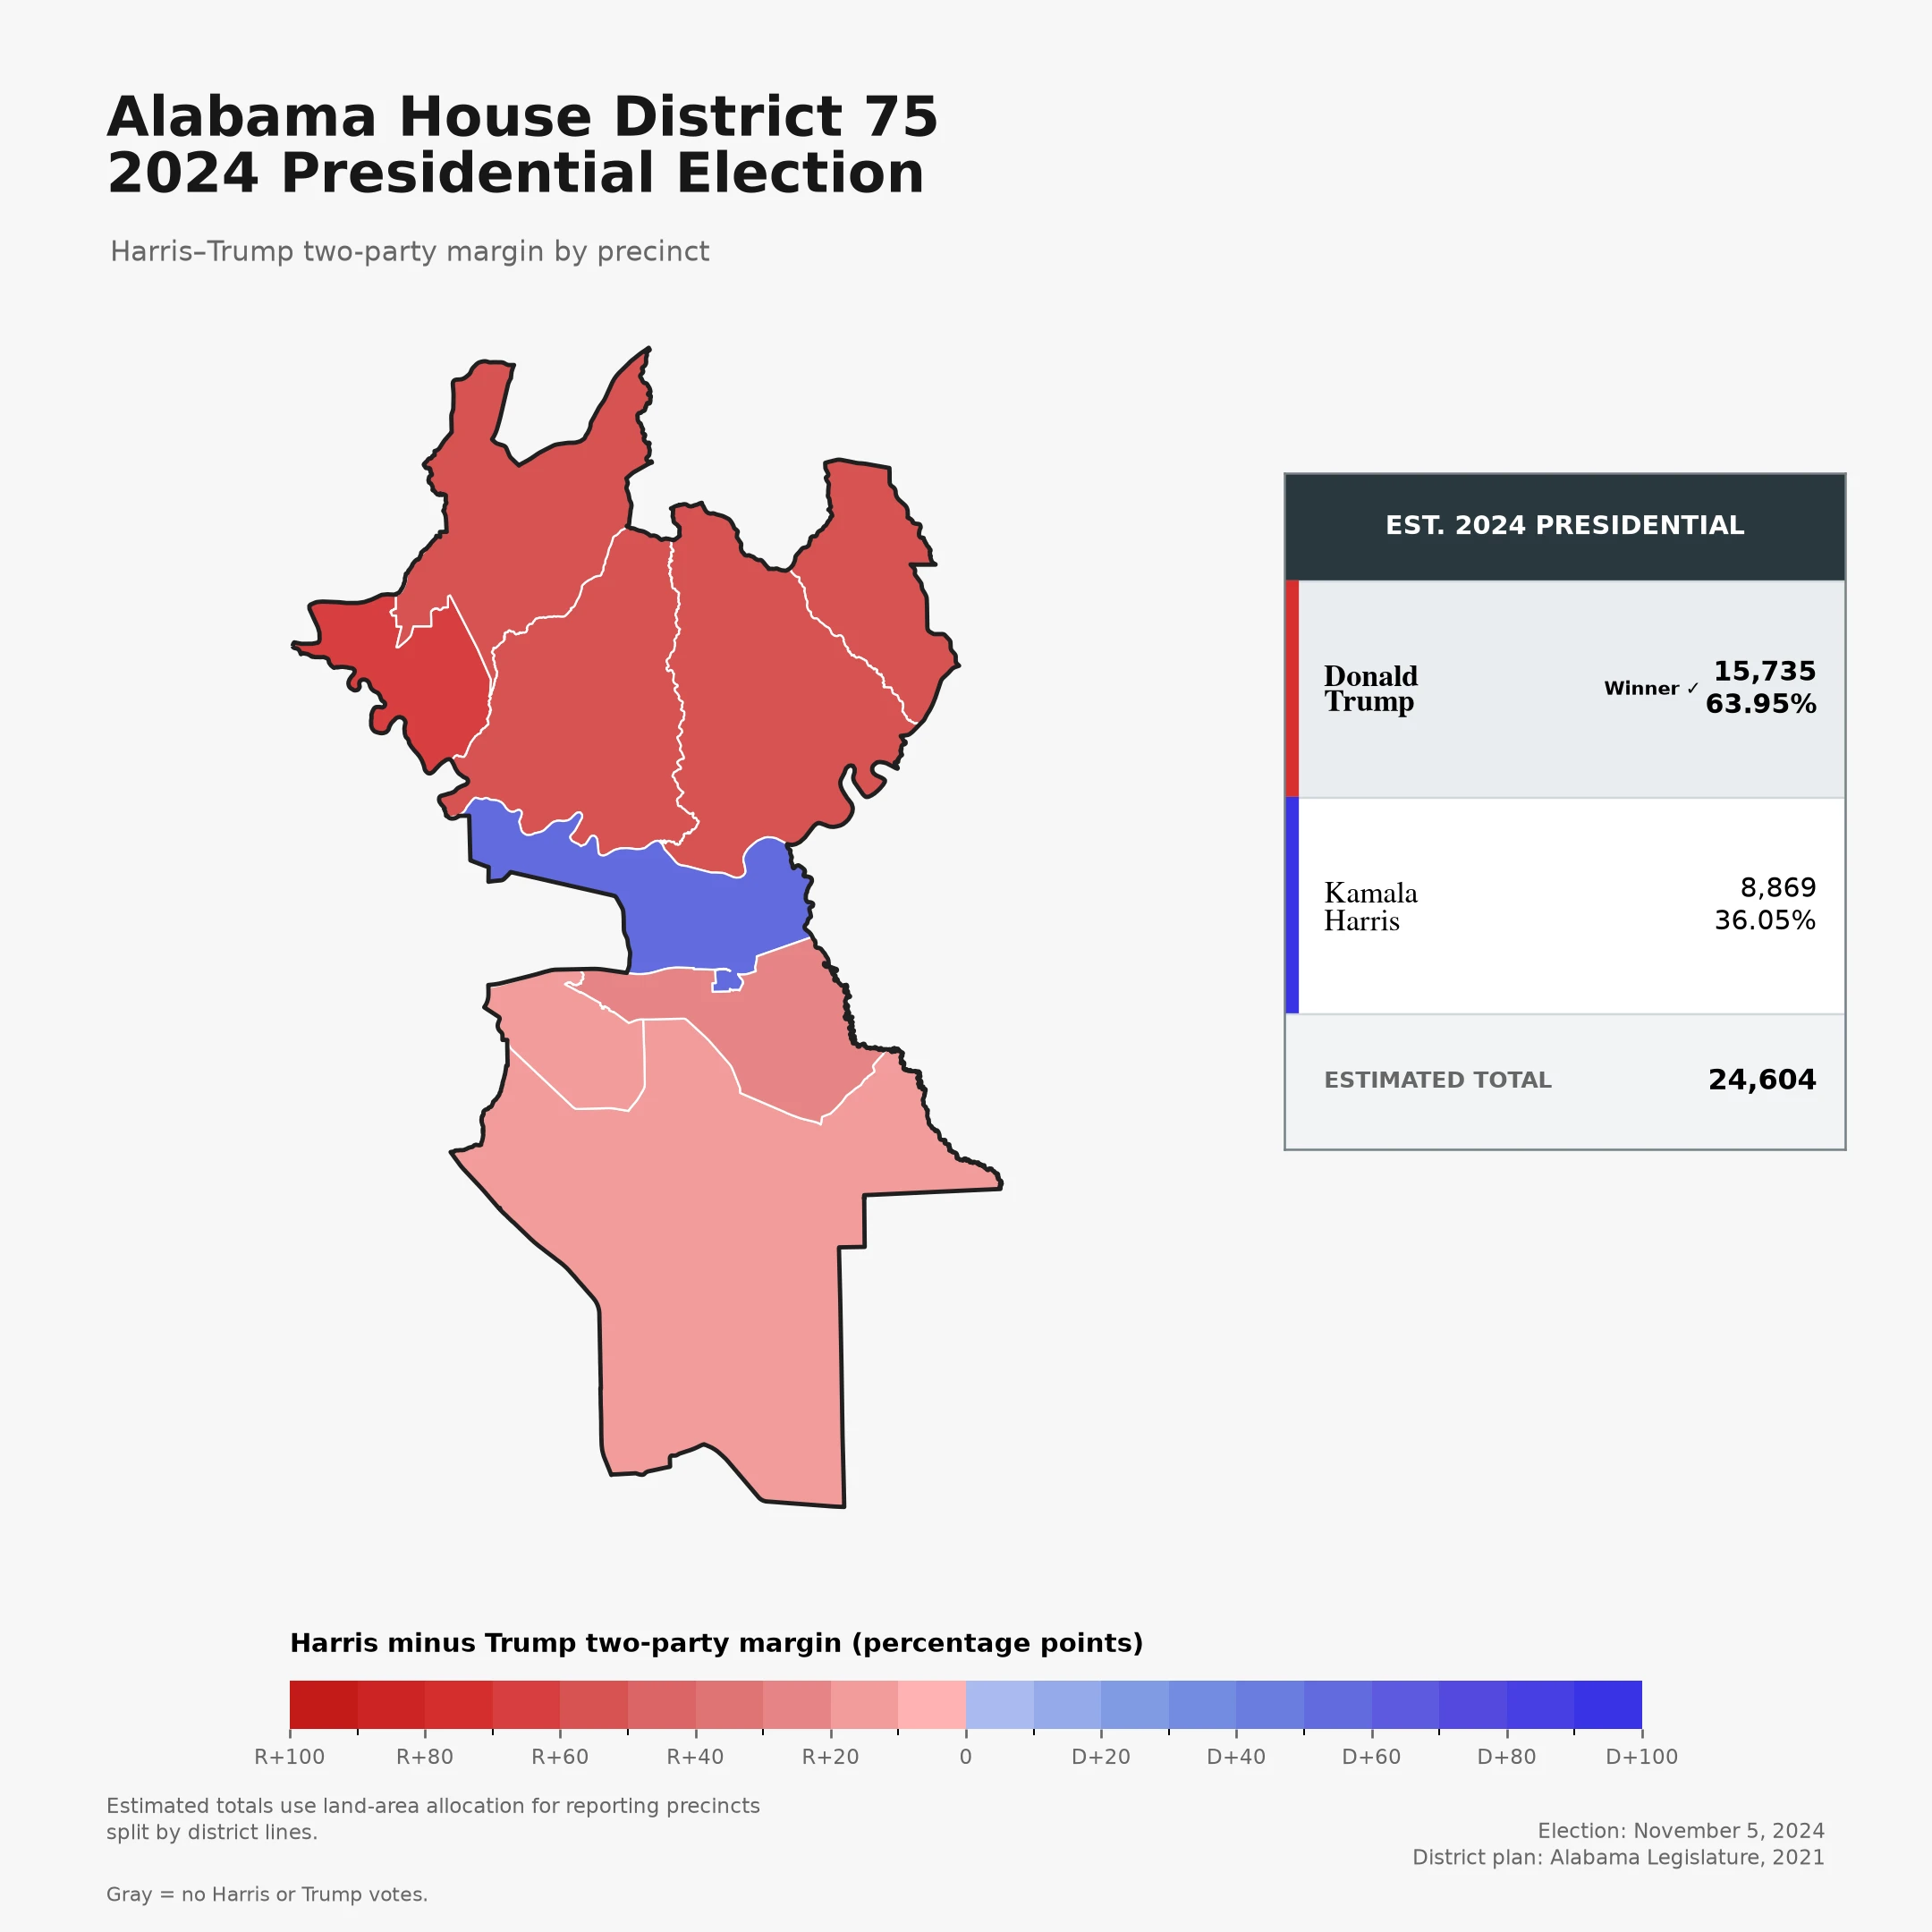 Alabama House District 75
2024 Presidential Election
Harris–Trump two-party margin by precinct
EST. 2024 PRESIDENTIAL
Donald
Trump
Winner ✓
15,735
63.95%
Kamala
Harris
8,869
36.05%
ESTIMATED TOTAL
24,604
Harris minus Trump two-party margin (percentage points)
R+100 R+80 R+60 R+40 R+20 0 D+20 D+40 D+60 D+80 D+100
Estimated totals use land-area allocation for reporting precincts
split by district lines.
Gray = no Harris or Trump votes.
Election: November 5, 2024
District plan: Alabama Legislature, 2021